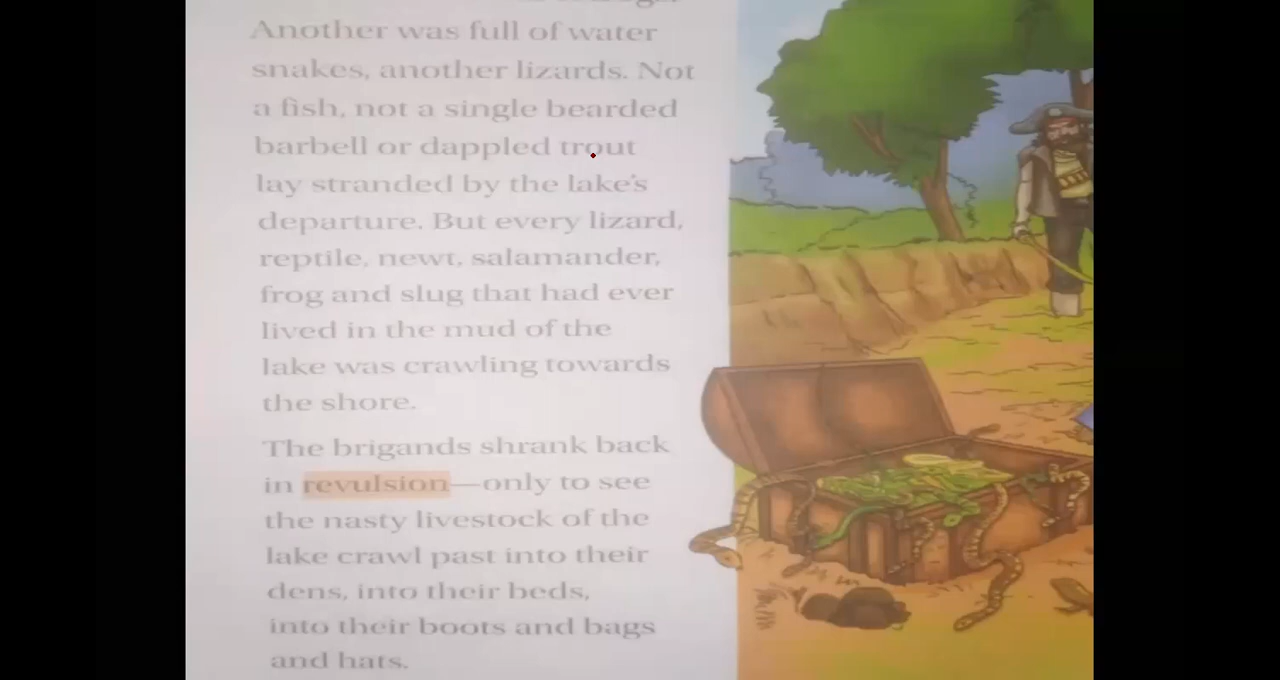 Another was full of water
snakes, another lizards. Not
a fish, not a single bearded
barbell or dappled trout
lay stranded by the lake's
departure. But every lizard,
reptile, newt, salamander,
frog and slug that had ever
lived in the mud of the
lake was crawling towards
the shore.
The brigands shrank back
in revulsion—only to see
the nasty livestock of the
lake crawl past into their
dens, into their beds,
into their boots and bags
and hats.